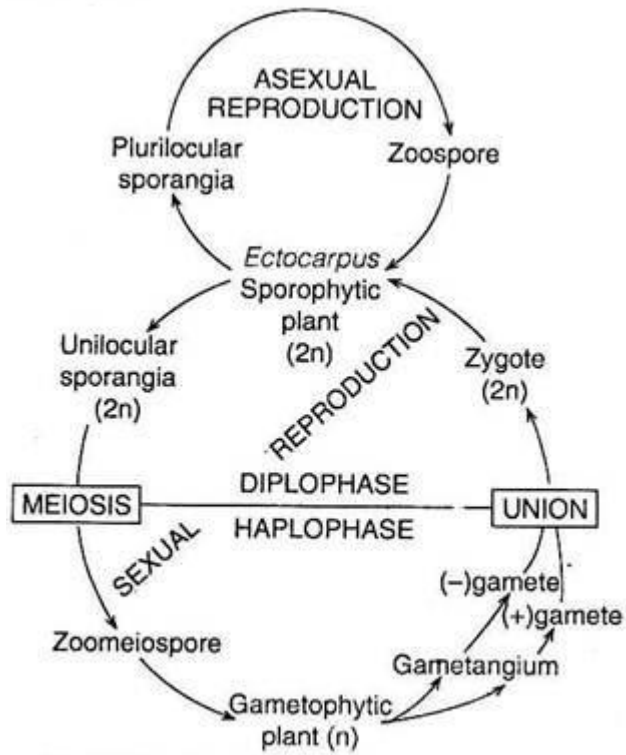 ASEXUAL
REPRODUCTION
Plurilocular
sporangia
Zoospore
Ectocarpus
Sporophytic
plant
(2n)
Unilocular
sporangia
(2n)
REPRODUCTION
Zygote
(2n)
MEIOSIS
DIPLOPHASE
HAPLOPHASE
UNION
SEXUAL
(–)gamete
(+)gamete
Zoomeiospore
Gametangium
Gametophytic
plant (n)